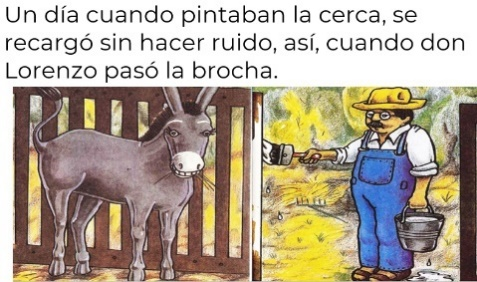 Un día cuando pintaban la cerca, se
recargó sin hacer ruido, así, cuando don
Lorenzo pasó la brocha.